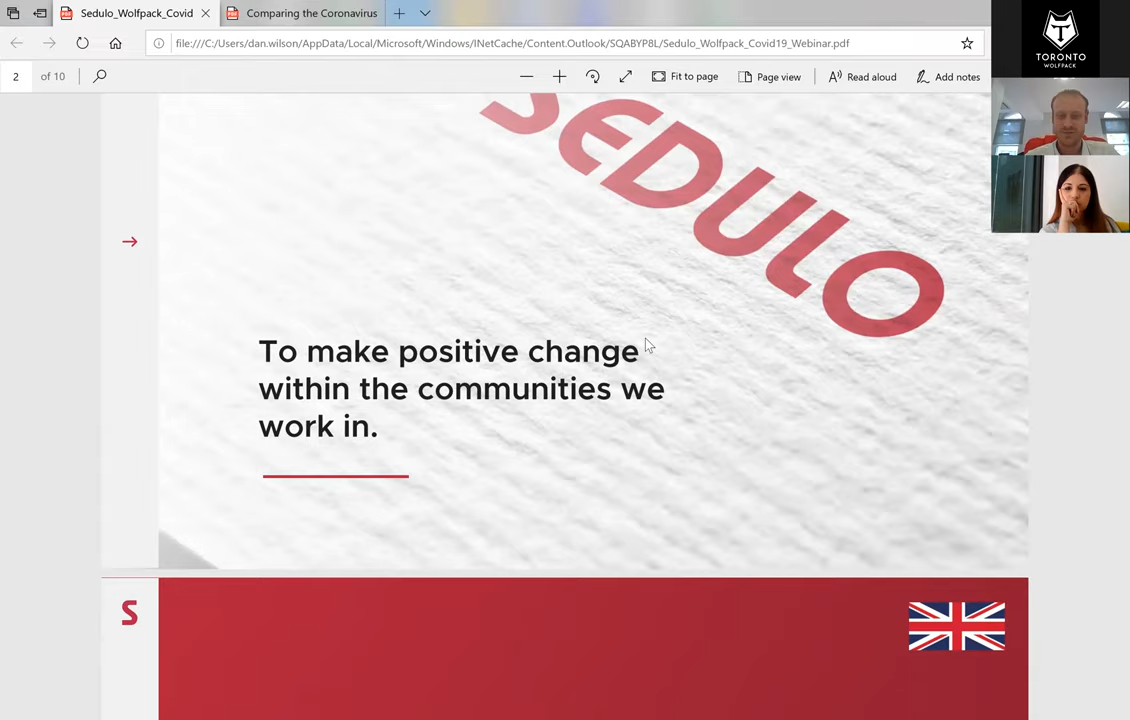 Sedulo_Wolfpack_Covid
Comparing the Coronavirus
file:///C:/Users/dan.wilson/AppData/Local/Microsoft/Windows/INetCache/Content.Outlook/SQABYP8L/Sedulo_Wolfpack_Covid19_Webinar.pdf
2 of 10
Fit to page
Page view
Read aloud
Add notes
TORONTO
WOLFPACK
SEDULO
To make positive change
within the communities we
work in.
S